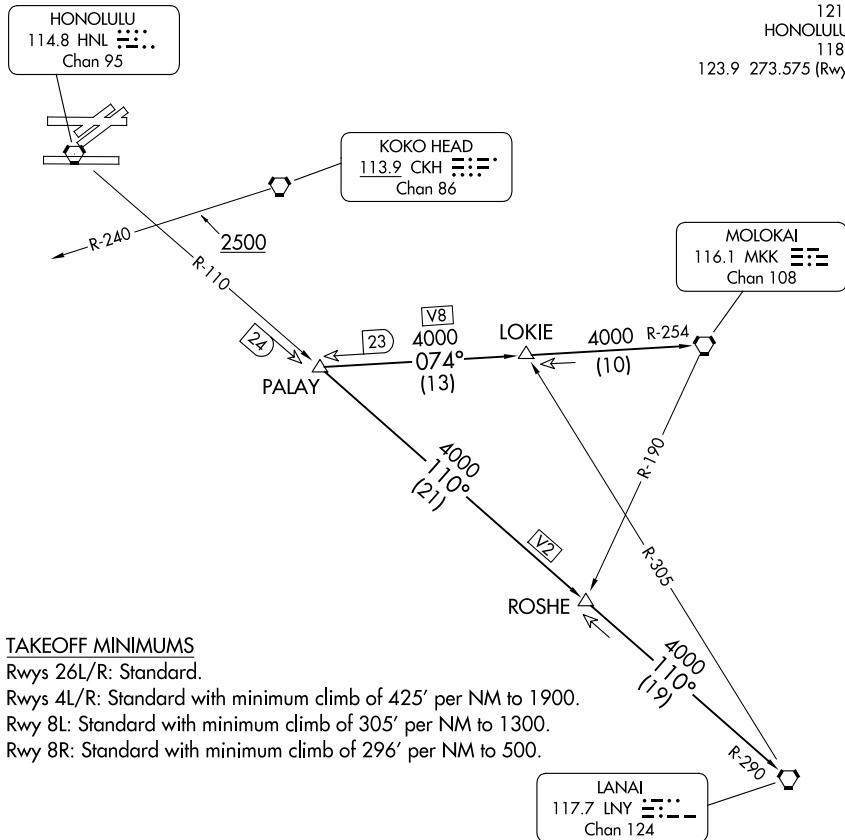 HONOLULU
114.8 HNL
Chan 95
121
HONOLULU
118
123.9 273.575 (Rwy
KOKO HEAD
113.9 CKH
Chan 86
R-240
2500
R-110
MOLOKAI
116.1 MKK
Chan 108
V8
24
23
4000
074°
(13)
LOKIE
4000
R-254
(10)
PALAY
4000
110°
(21)
R-190
V2
R-305
ROSHE
4000
110°
(19)
R-290
TAKEOFF MINIMUMS
Rwys 26L/R: Standard.
Rwys 4L/R: Standard with minimum climb of 425' per NM to 1900.
Rwy 8L: Standard with minimum climb of 305' per NM to 1300.
Rwy 8R: Standard with minimum climb of 296' per NM to 500.
LANAI
117.7 LNY
Chan 124